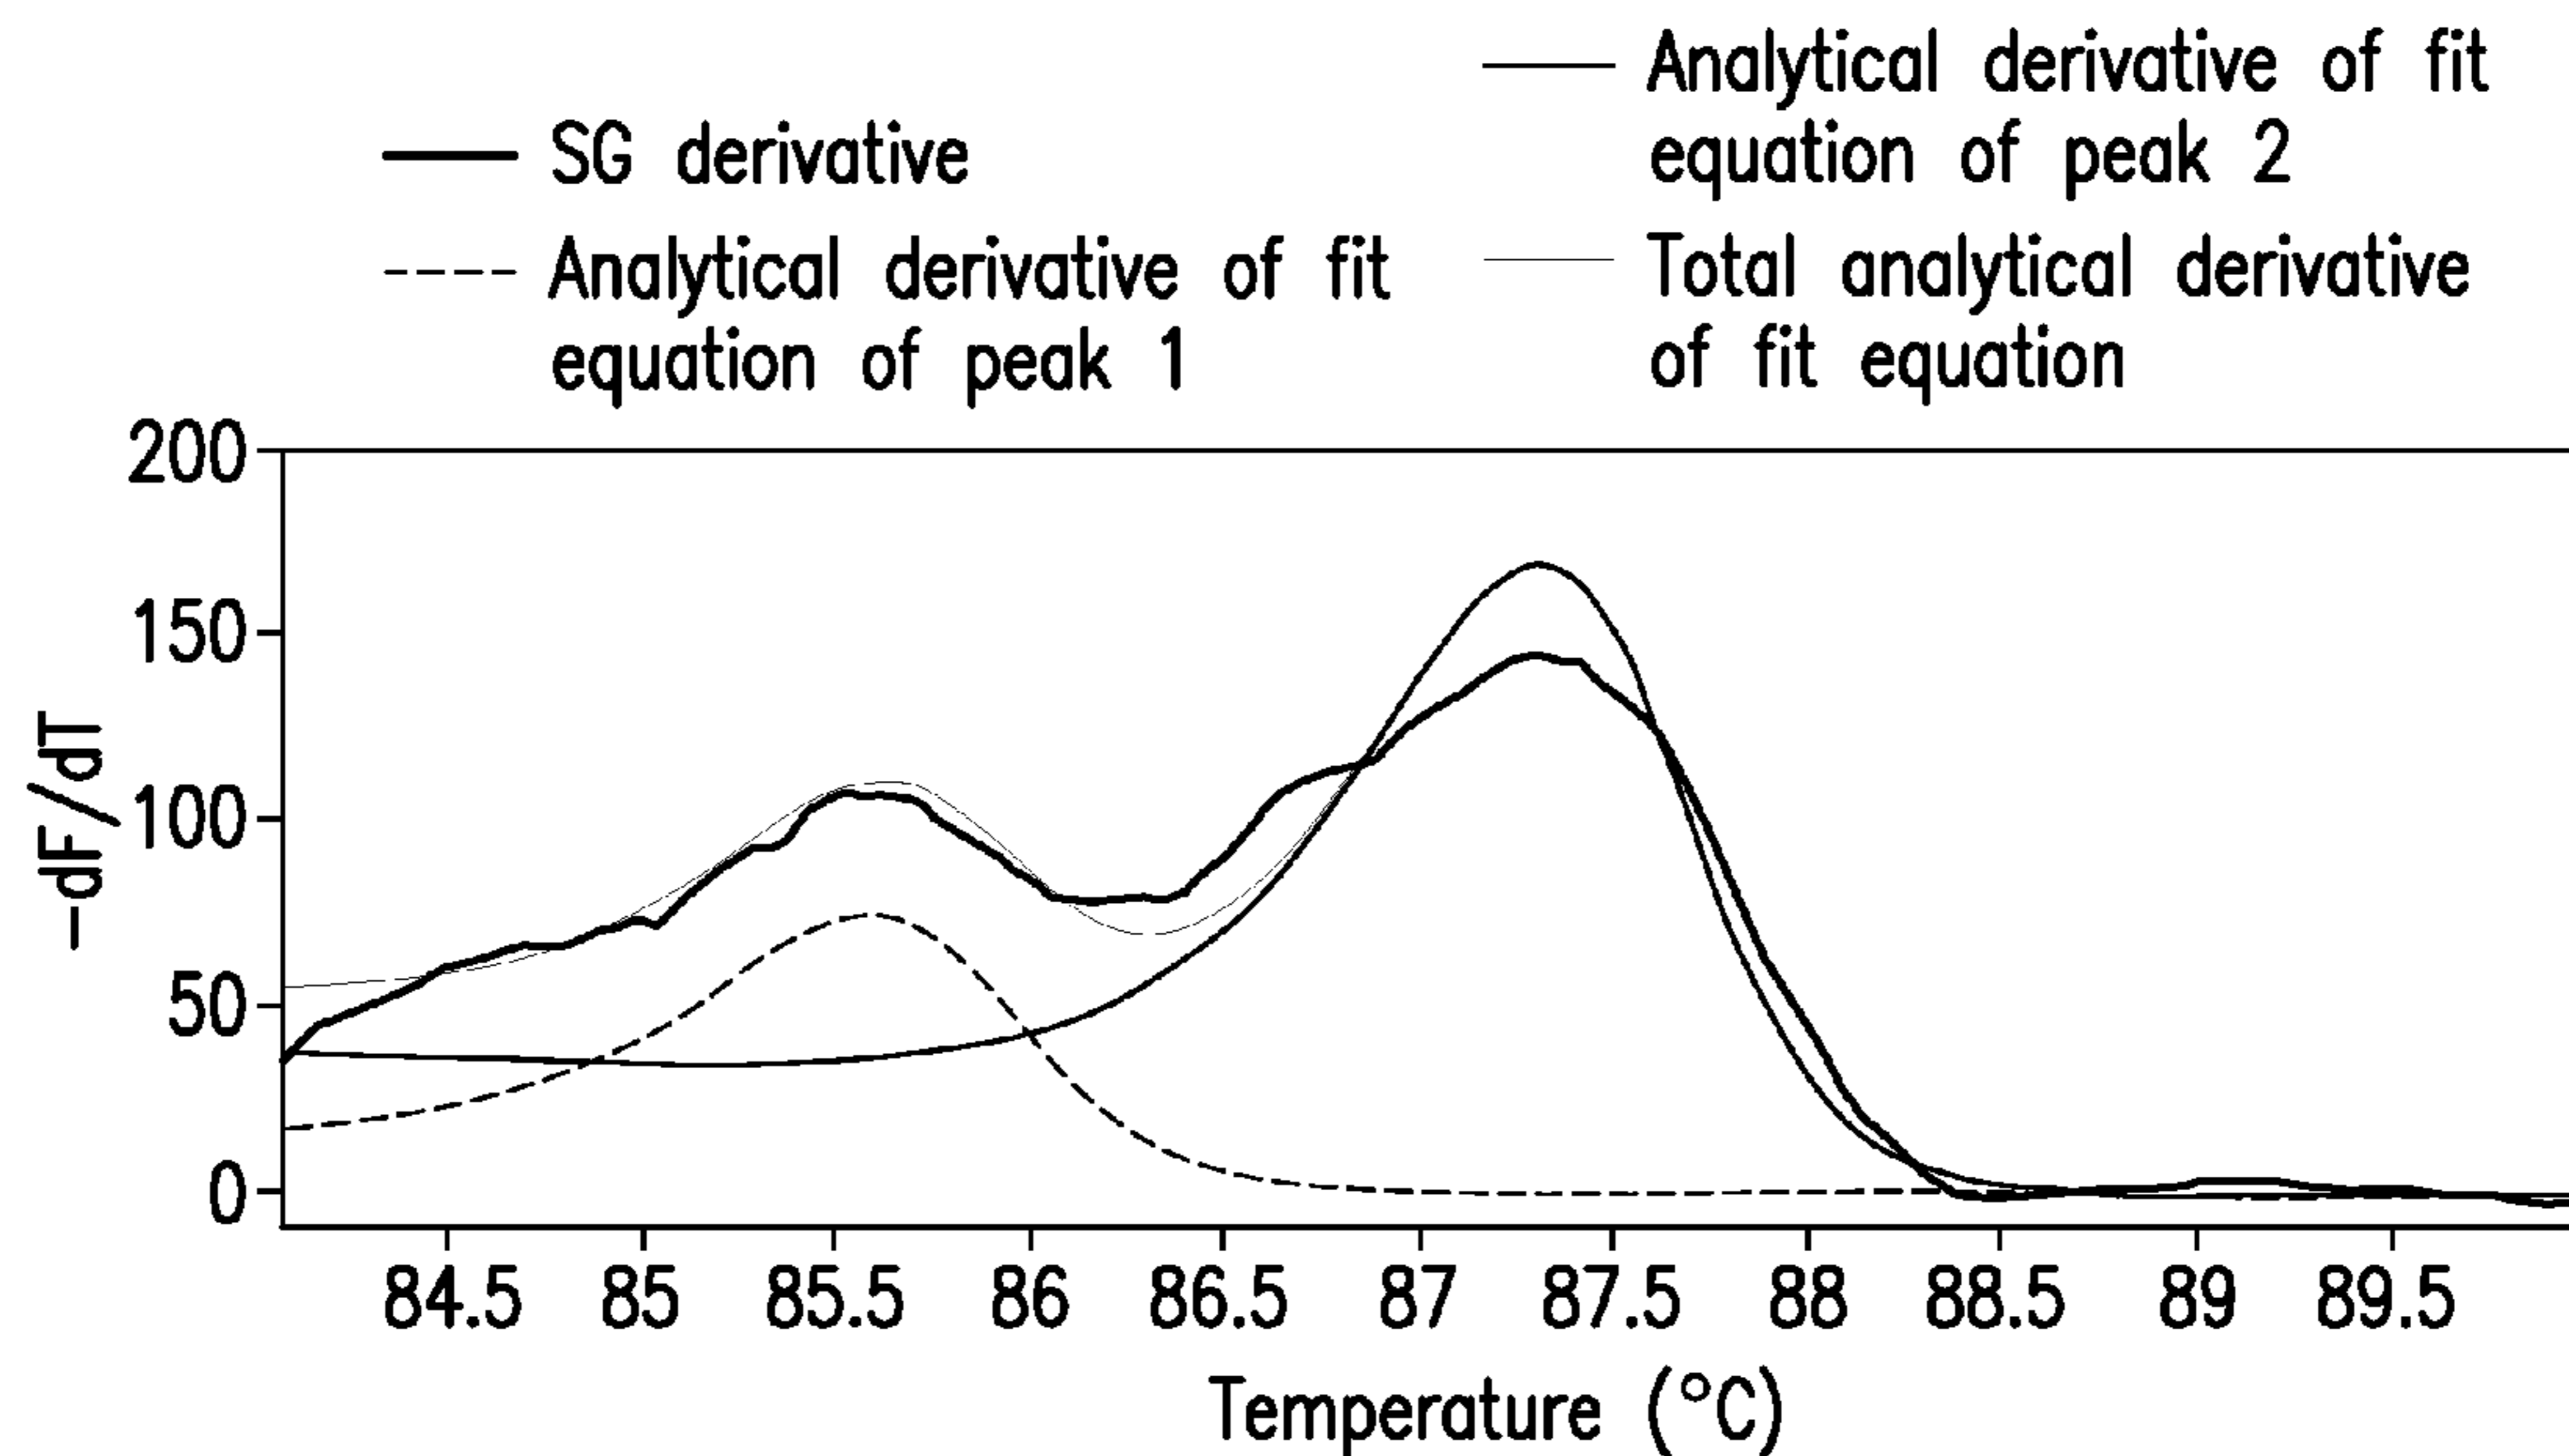 SG derivative
Analytical derivative of fit
equation of peak 1
Analytical derivative of fit
equation of peak 2
Total analytical derivative
of fit equation
200
150
100
50
0
-dF/dT
84.5 85 85.5 86 86.5 87 87.5 88 88.5 89 89.5
Temperature (°C)